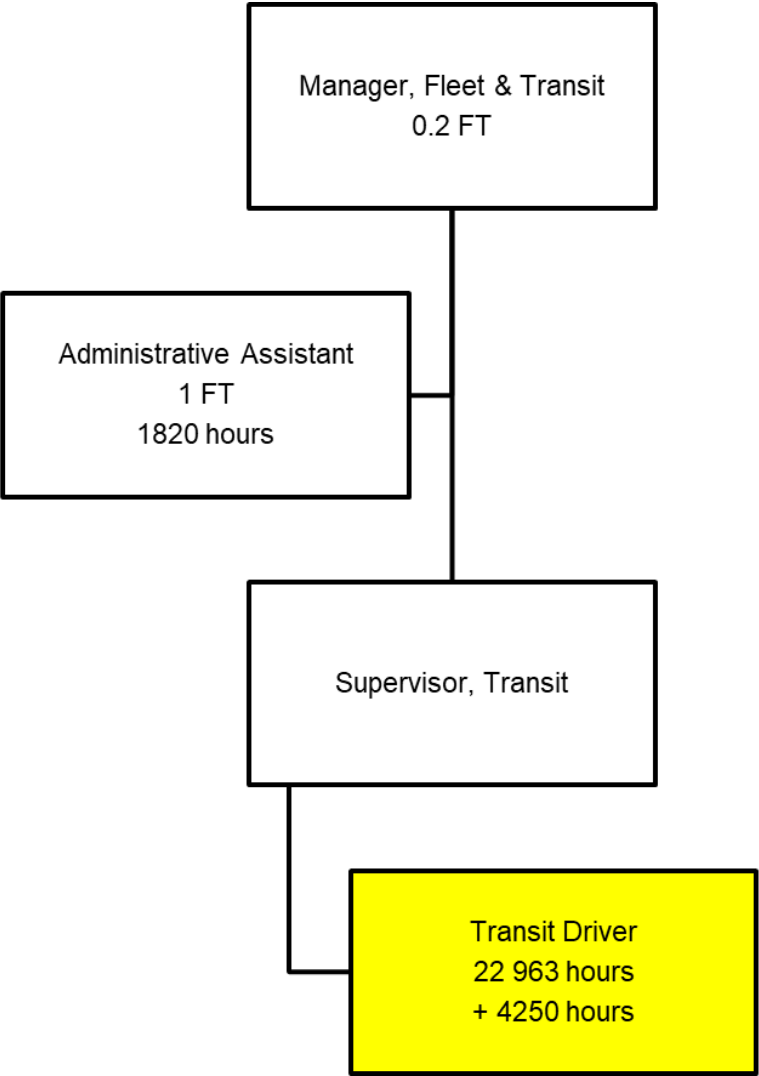 Manager, Fleet & Transit
0.2 FT
Administrative Assistant
1 FT
1820 hours
Supervisor, Transit
Transit Driver
22 963 hours
+ 4250 hours